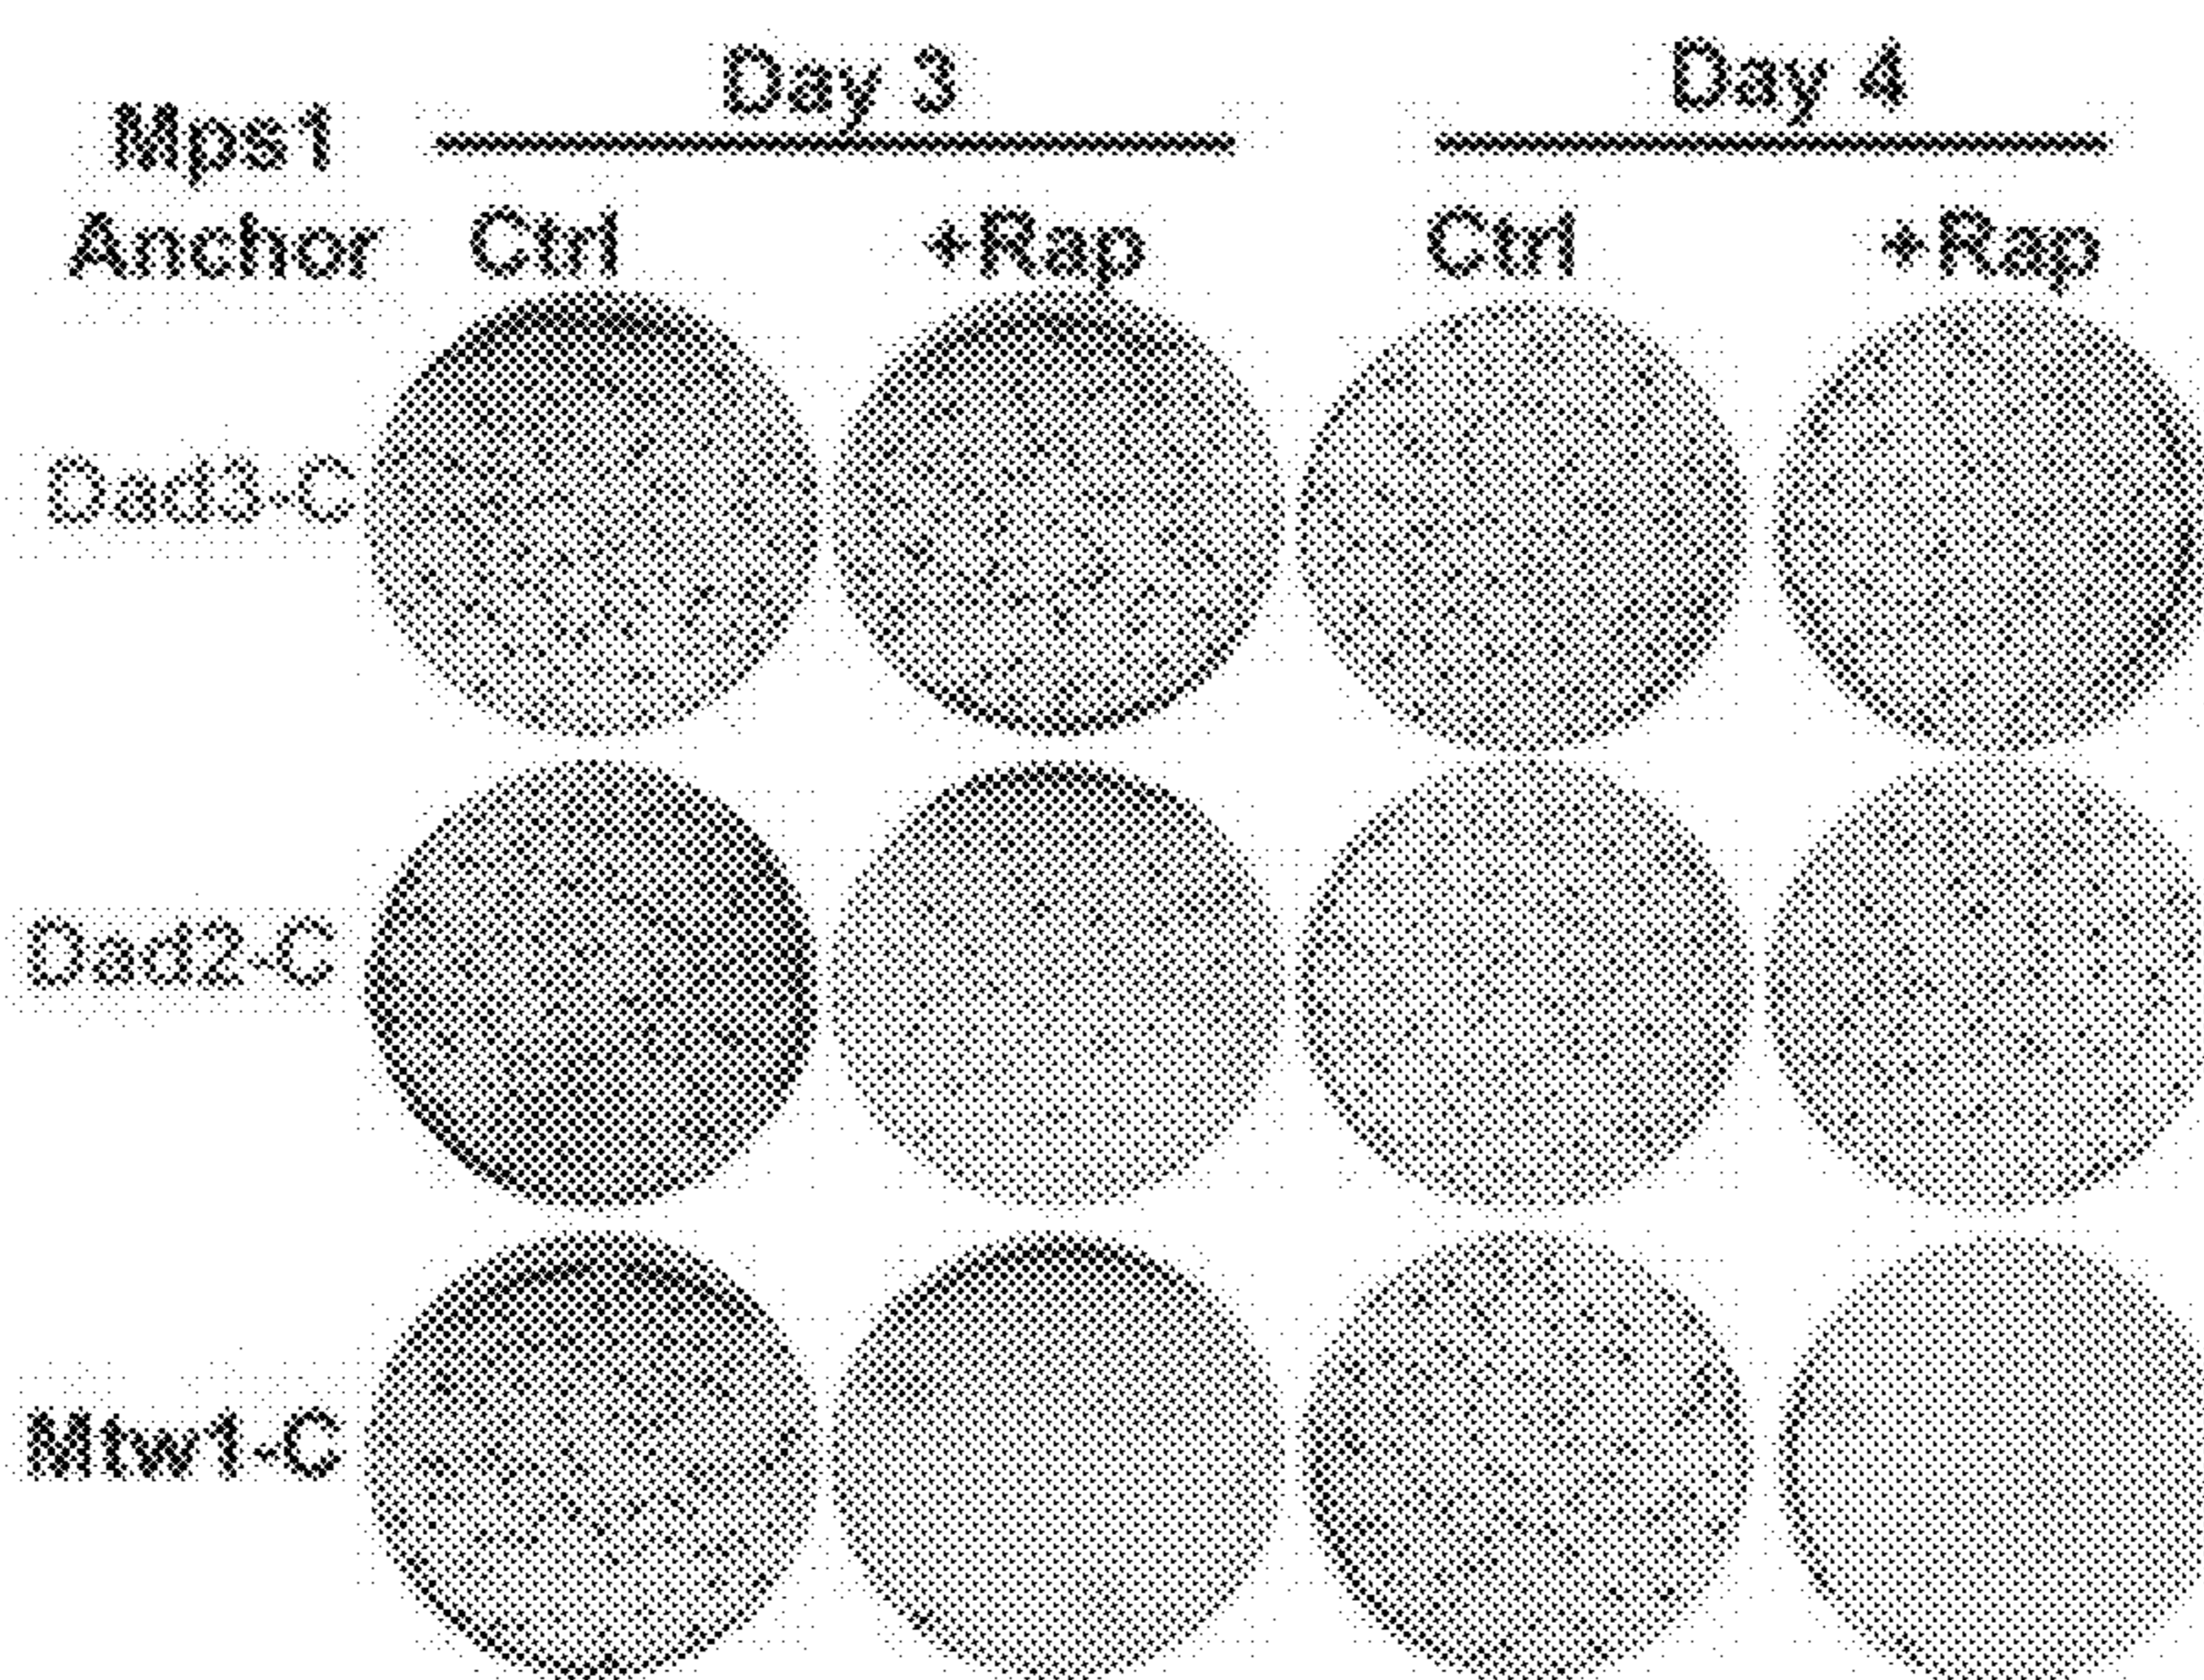 Day 3 Day 4
Mps1
Anchor Ctrl +Rap Ctrl +Rap
Dad3-C
Dad2-C
Mtw1-C